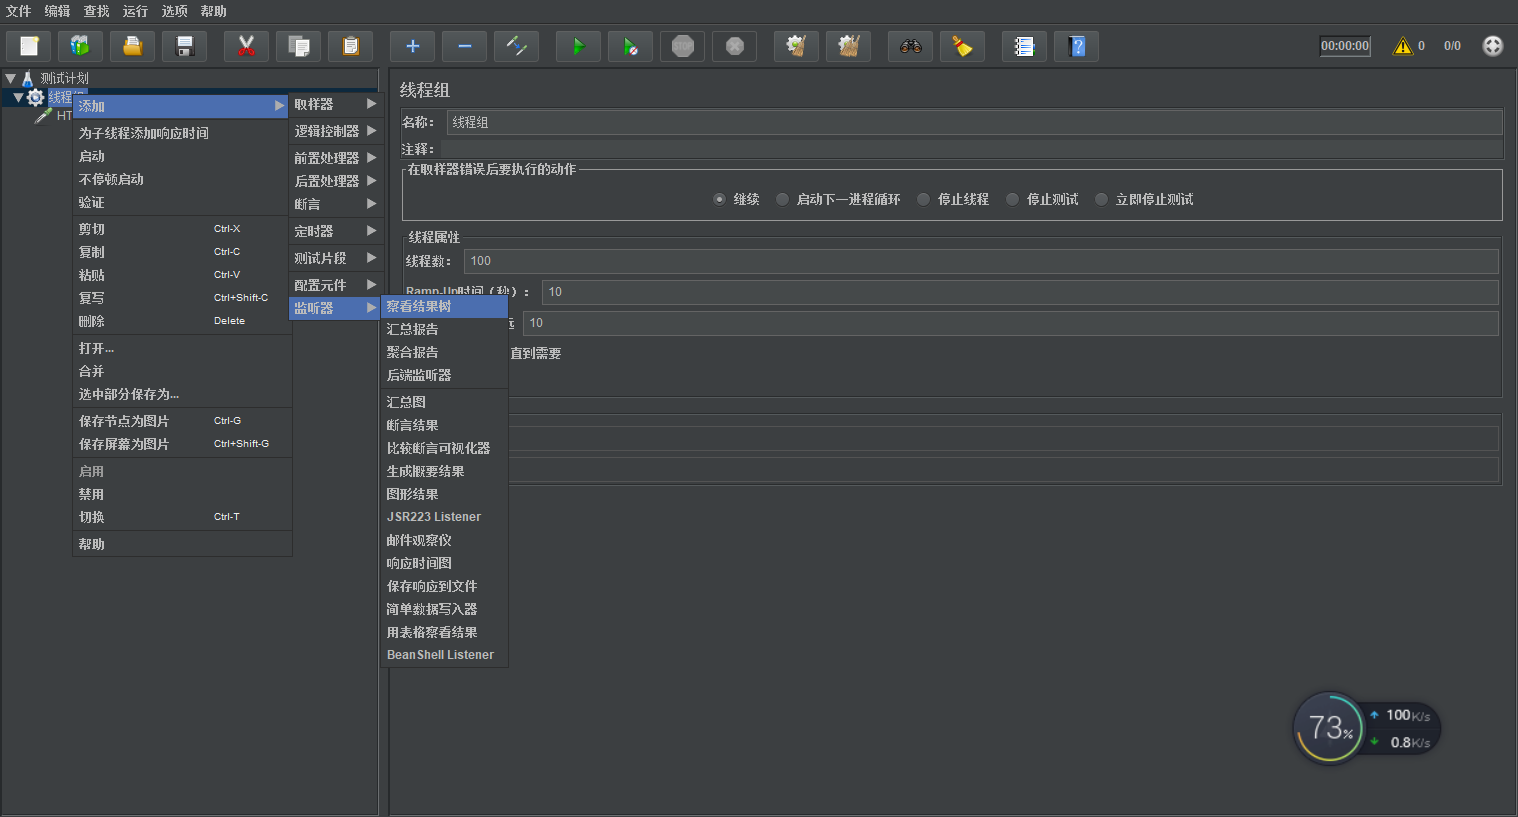 文件 编辑 查找 运行 选项 帮助
STOP
00:00:00 0 0/0
测试计划
线程组
HT
添加
为子线程添加响应时间
启动
不停顿启动
验证
剪切 Ctrl-X
复制 Ctrl-C
粘贴 Ctrl-V
复写 Ctrl+Shift-C
删除 Delete
打开...
合并
选中部分保存为...
保存节点为图片 Ctrl-G
保存屏幕为图片 Ctrl+Shift-G
启用
禁用
切换 Ctrl-T
帮助
取样器
逻辑控制器
前置处理器
后置处理器
断言
定时器
测试片段
配置元件
监听器
察看结果树
汇总报告
聚合报告
后端监听器
汇总图
断言结果
比较断言可视化器
生成概要结果
图形结果
JSR223 Listener
邮件观察仪
响应时间图
保存响应到文件
简单数据写入器
用表格察看结果
BeanShell Listener
线程组
名称： 线程组
注释：
在取样器错误后要执行的动作
继续 启动下一进程循环 停止线程 停止测试 立即停止测试
线程属性
线程数： 100
Ramp-Up时间（秒）： 10
远 10
直到需要
73% 100K/s
0.8K/s